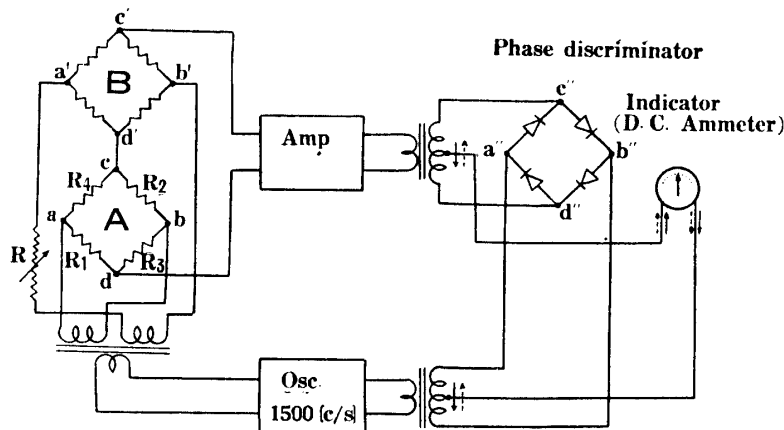 c'
a'
B
b'
d'
c
R4
R2
a
A
b
R
R1
R3
d
Amp
Phase discriminator
c"
Indicator
(D. C. Ammeter)
a"
b"
d"
Osc.
1500 (c/s)